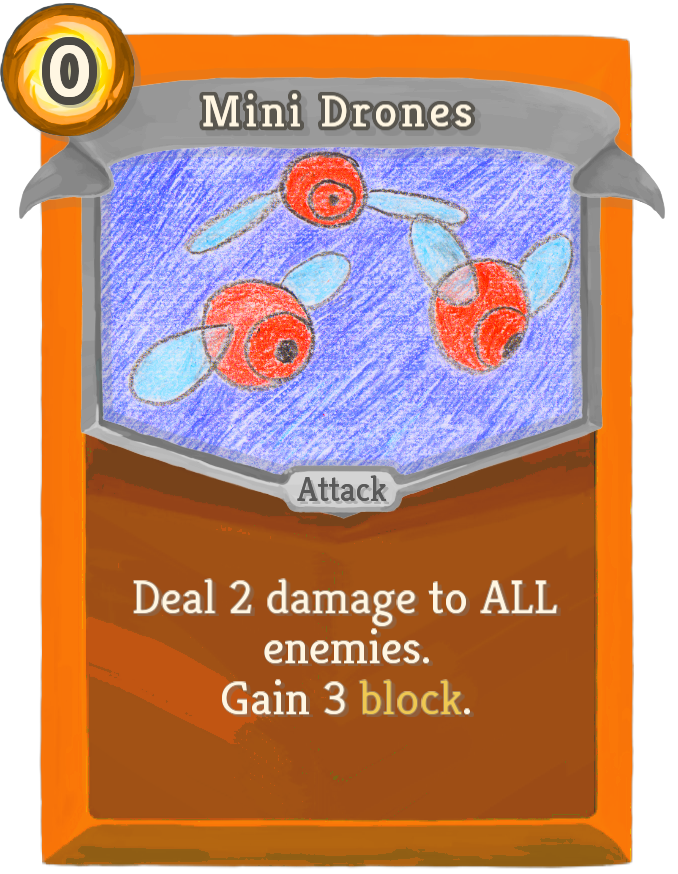 0
Mini Drones
Attack
Deal 2 damage to ALL
enemies.
Gain 3 block.